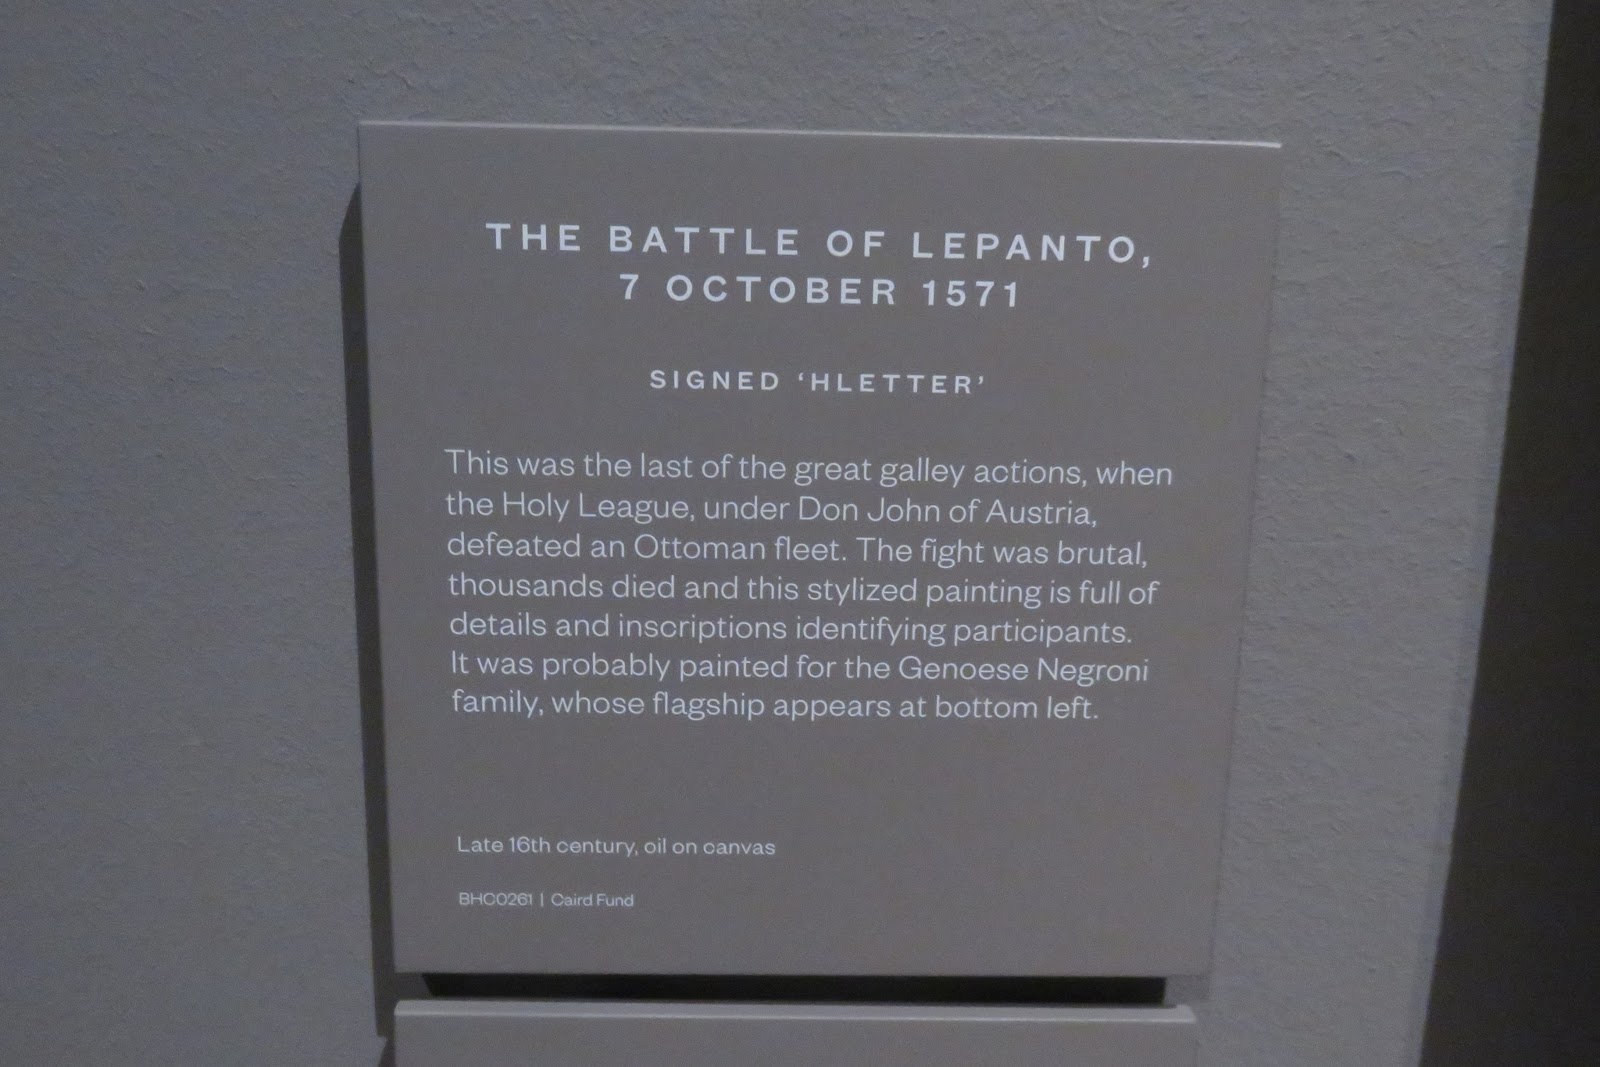 THE BATTLE OF LEPANTO,
7 OCTOBER 1571
SIGNED ‘HLETTER’
This was the last of the great galley actions, when
the Holy League, under Don John of Austria,
defeated an Ottoman fleet. The fight was brutal,
thousands died and this stylized painting is full of
details and inscriptions identifying participants.
It was probably painted for the Genoese Negroni
family, whose flagship appears at bottom left.
Late 16th century, oil on canvas
BHC0261 | Caird Fund